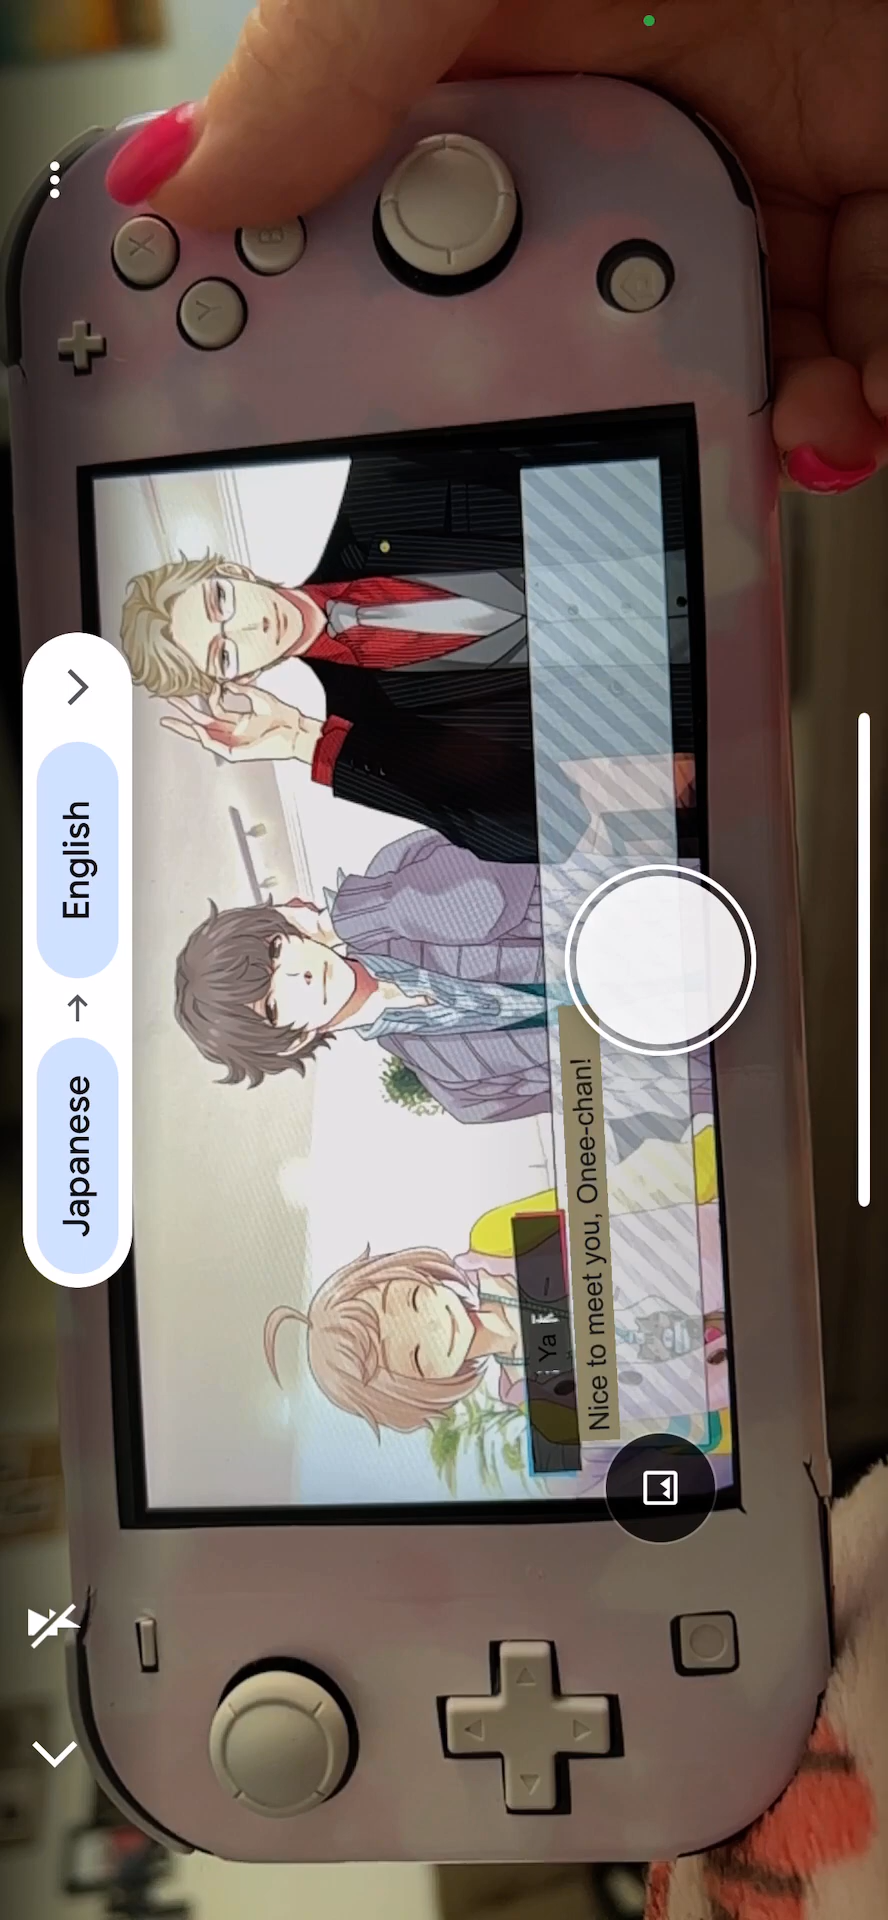 Japanese → English
Ya
Nice to meet you, Onee-chan!
X
B
Y